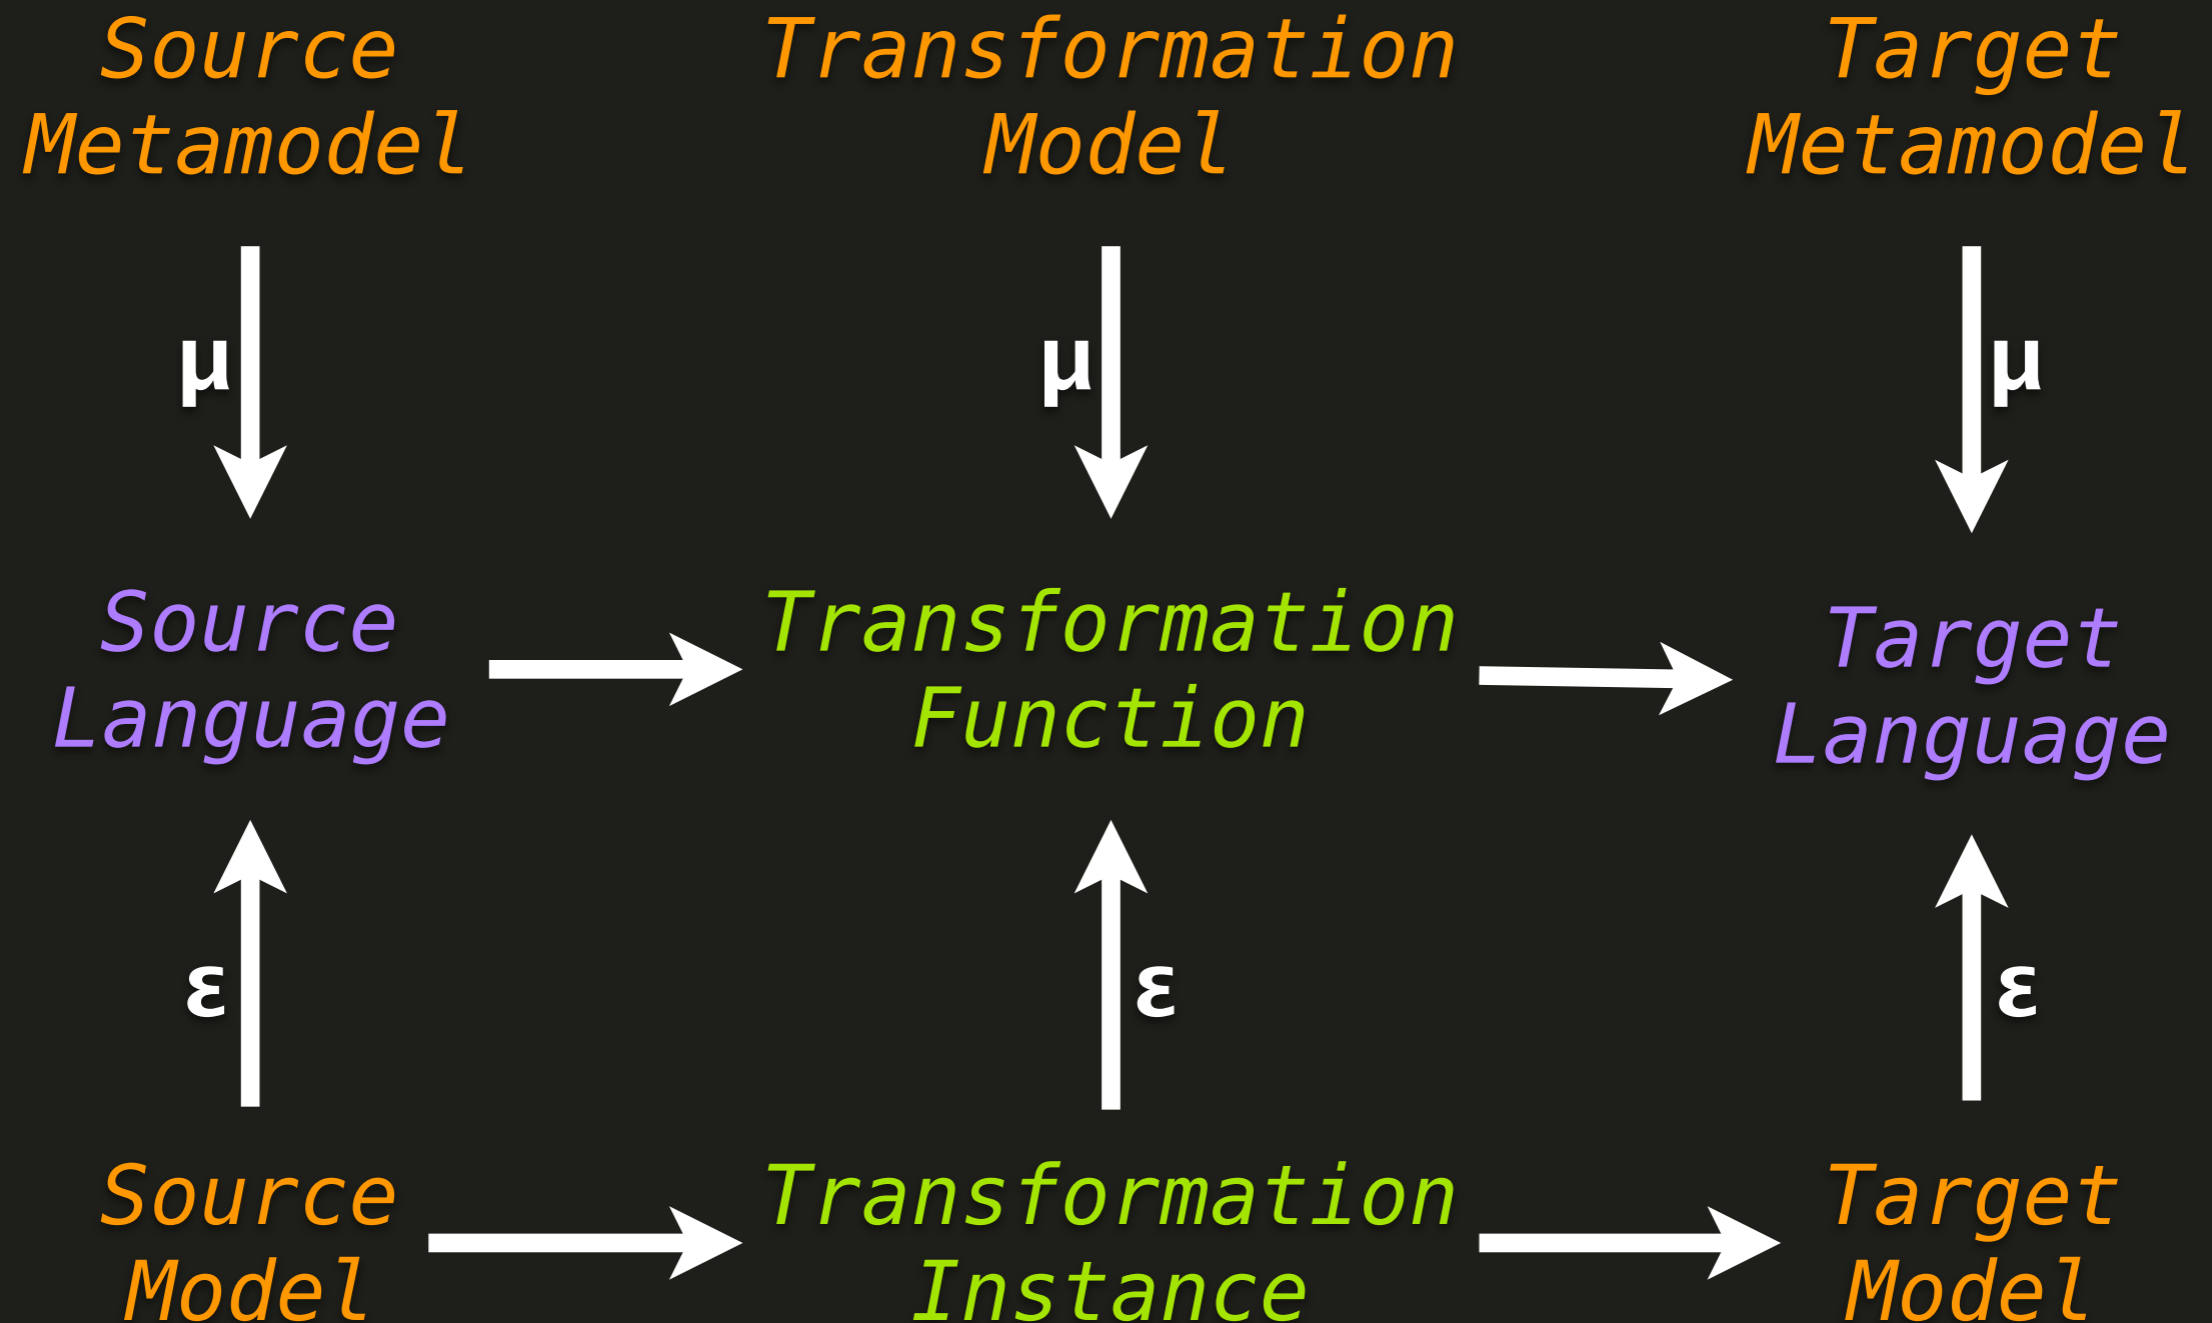 Source
Metamodel
Transformation
Model
Target
Metamodel
μ
μ
μ
Source
Language
Transformation
Function
Target
Language
ε
ε
ε
Source
Model
Transformation
Instance
Target
Model